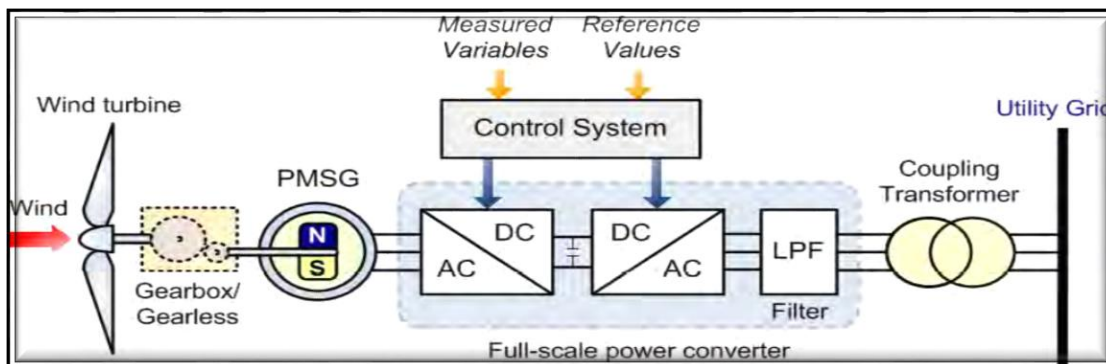 Measured
Variables
Reference
Values
Wind turbine
Control System
Utility Grid
Coupling
Transformer
PMSG
Wind
N
S
DC
AC
DC
AC
LPF
Gearbox/
Gearless
Filter
Full-scale power converter